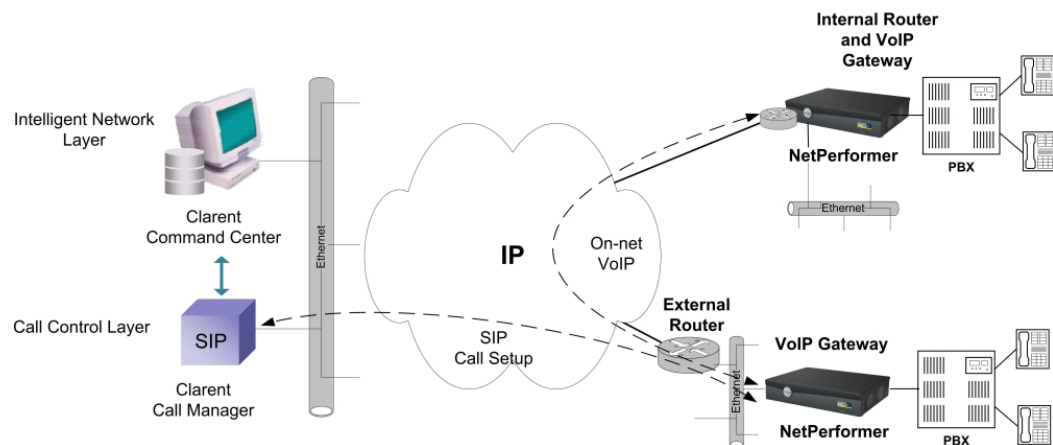 Intelligent Network
Layer
Clarent
Command Center
Call Control Layer
SIP
Clarent
Call Manager
Ethernet
IP
On-net
VoIP
SIP
Call Setup
Internal Router
and VoIP
Gateway
NetPerformer
PBX
Ethernet
External
Router
Ethernet
VoIP Gateway
NetPerformer
PBX